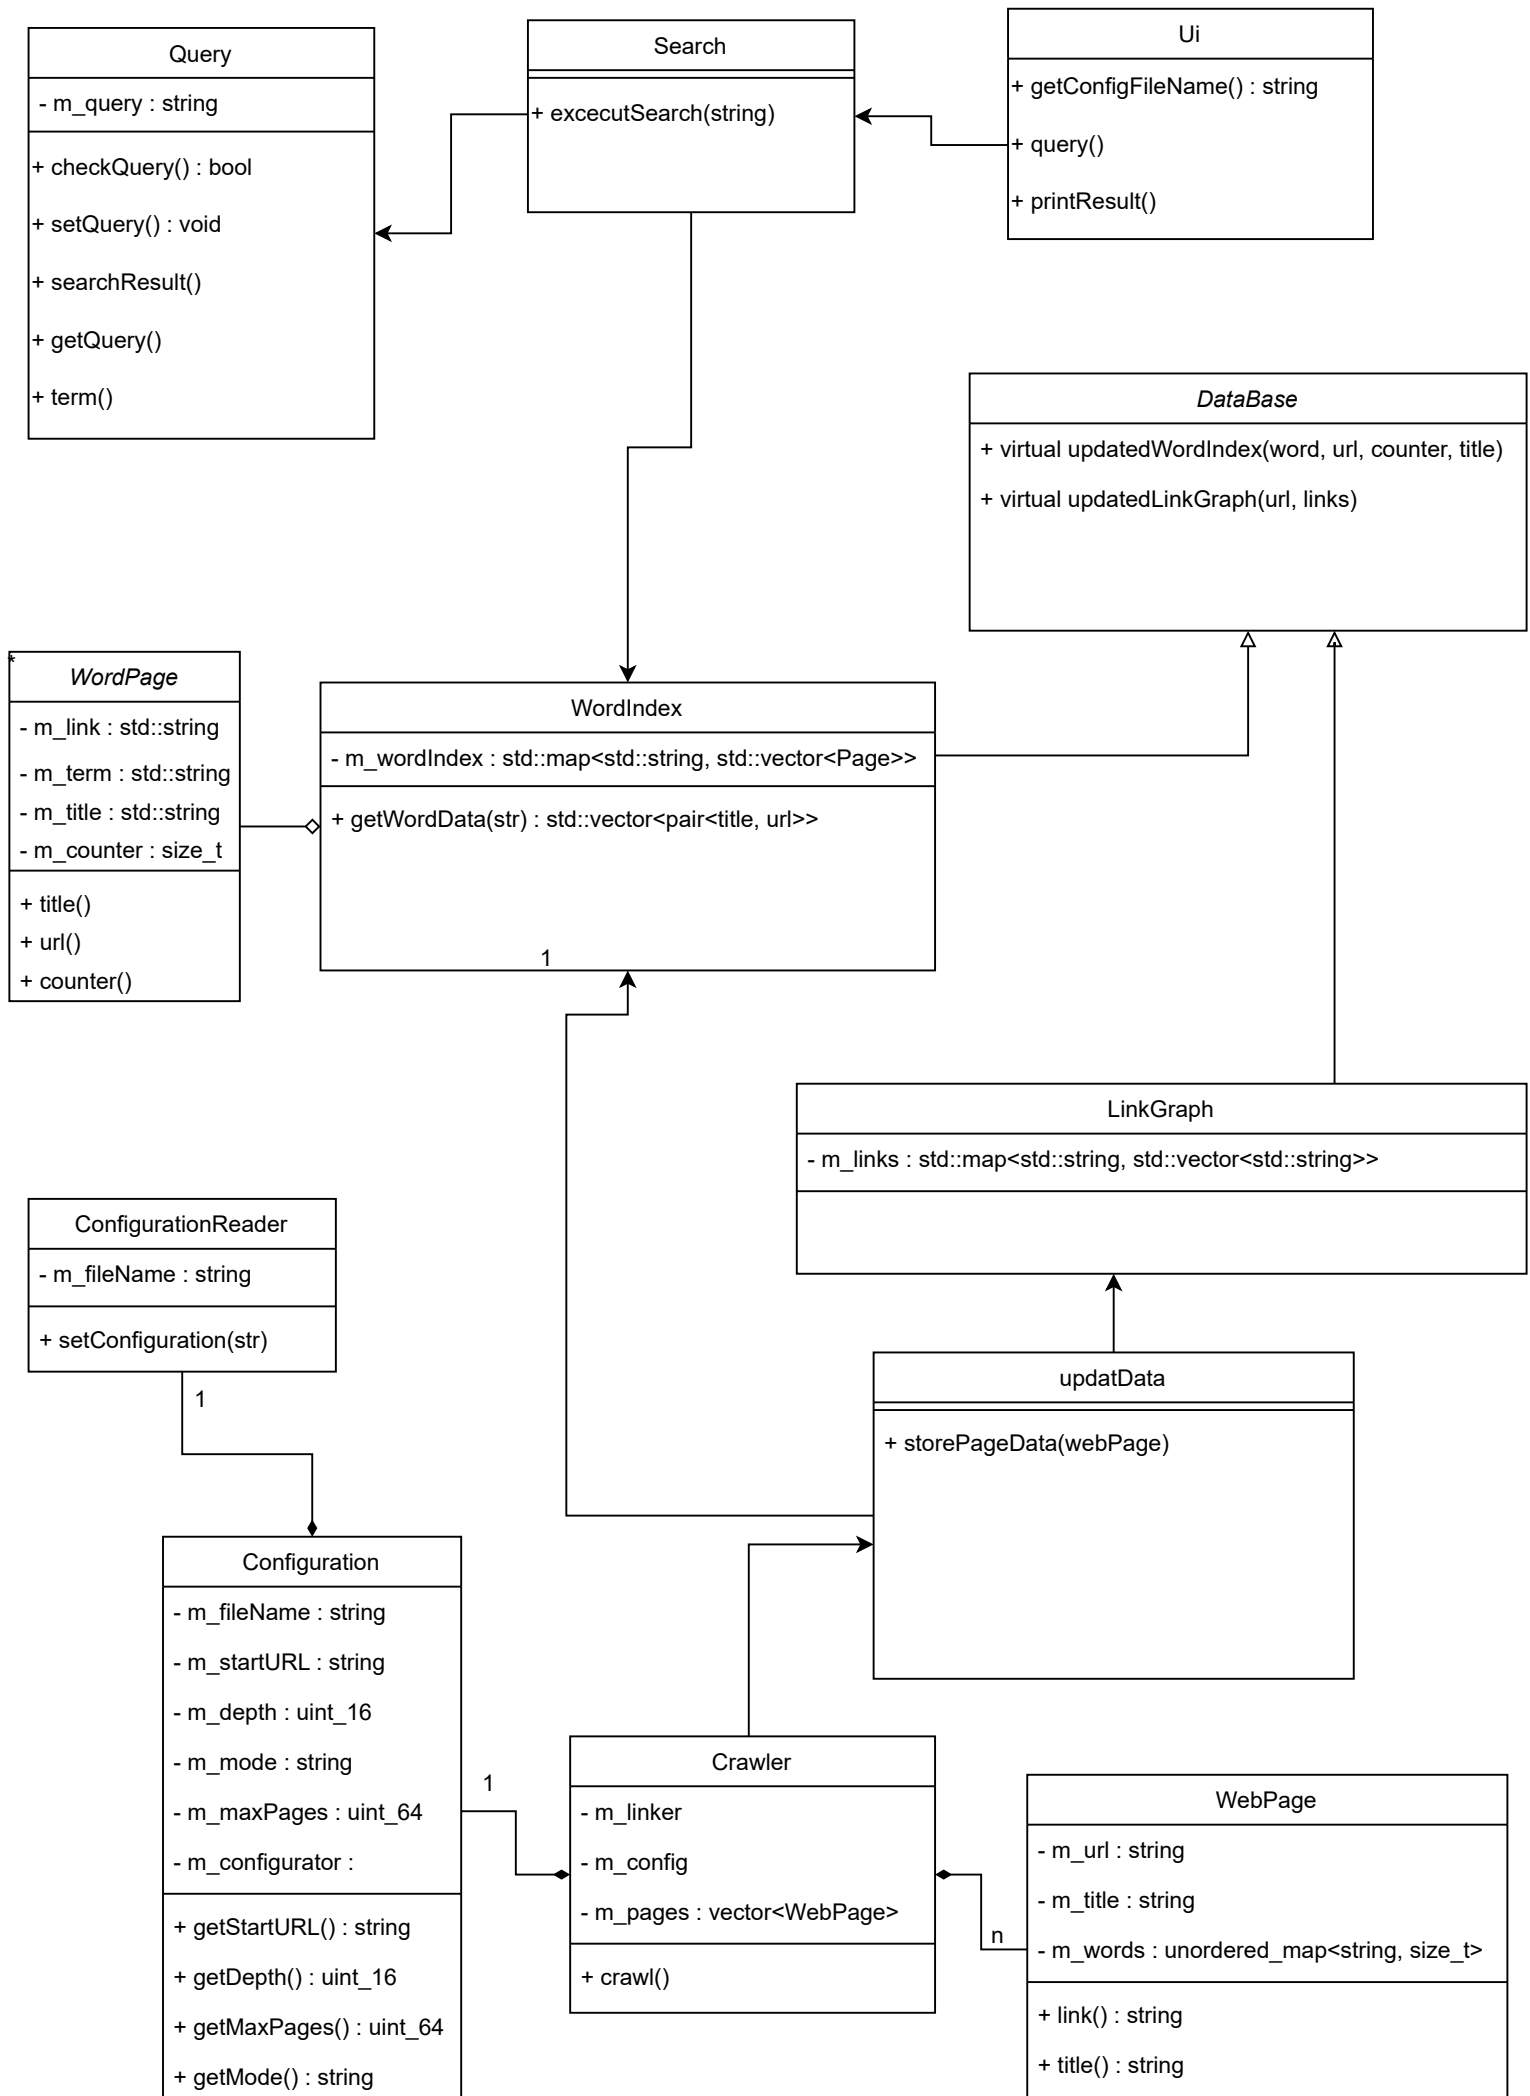 Query
- m_query : string
+ checkQuery() : bool
+ setQuery() : void
+ searchResult()
+ getQuery()
+ term()
Search
+ excecutSearch(string)
Ui
+ getConfigFileName() : string
+ query()
+ printResult()
DataBase
+ virtual updatedWordIndex(word, url, counter, title)
+ virtual updatedLinkGraph(url, links)
*
WordPage
- m_link : std::string
- m_term : std::string
- m_title : std::string
- m_counter : size_t
+ title()
+ url()
+ counter()
WordIndex
- m_wordIndex : std::map<std::string, std::vector<Page>>
+ getWordData(str) : std::vector<pair<title, url>>
1
LinkGraph
- m_links : std::map<std::string, std::vector<std::string>>
ConfigurationReader
- m_fileName : string
+ setConfiguration(str)
1
updatData
+ storePageData(webPage)
Configuration
- m_fileName : string
- m_startURL : string
- m_depth : uint_16
- m_mode : string
- m_maxPages : uint_64
- m_configurator :
+ getStartURL() : string
+ getDepth() : uint_16
+ getMaxPages() : uint_64
+ getMode() : string
1
Crawler
- m_linker
- m_config
- m_pages : vector<WebPage>
+ crawl()
n
WebPage
- m_url : string
- m_title : string
- m_words : unordered_map<string, size_t>
+ link() : string
+ title() : string